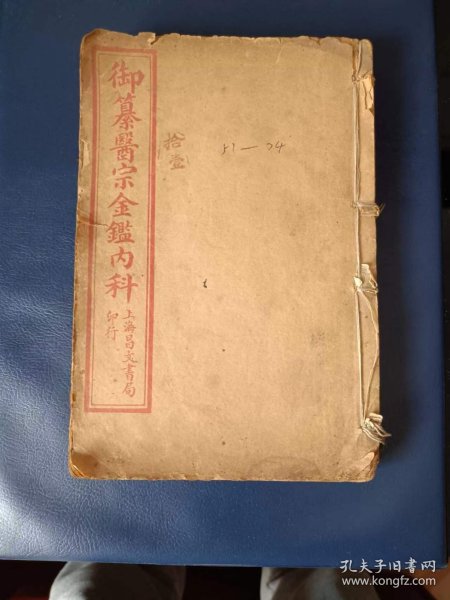 御纂醫宗金鑑内科
上海昌文書局
印行
拾壹
51—74
孔夫子旧书网
www.kongfz.com